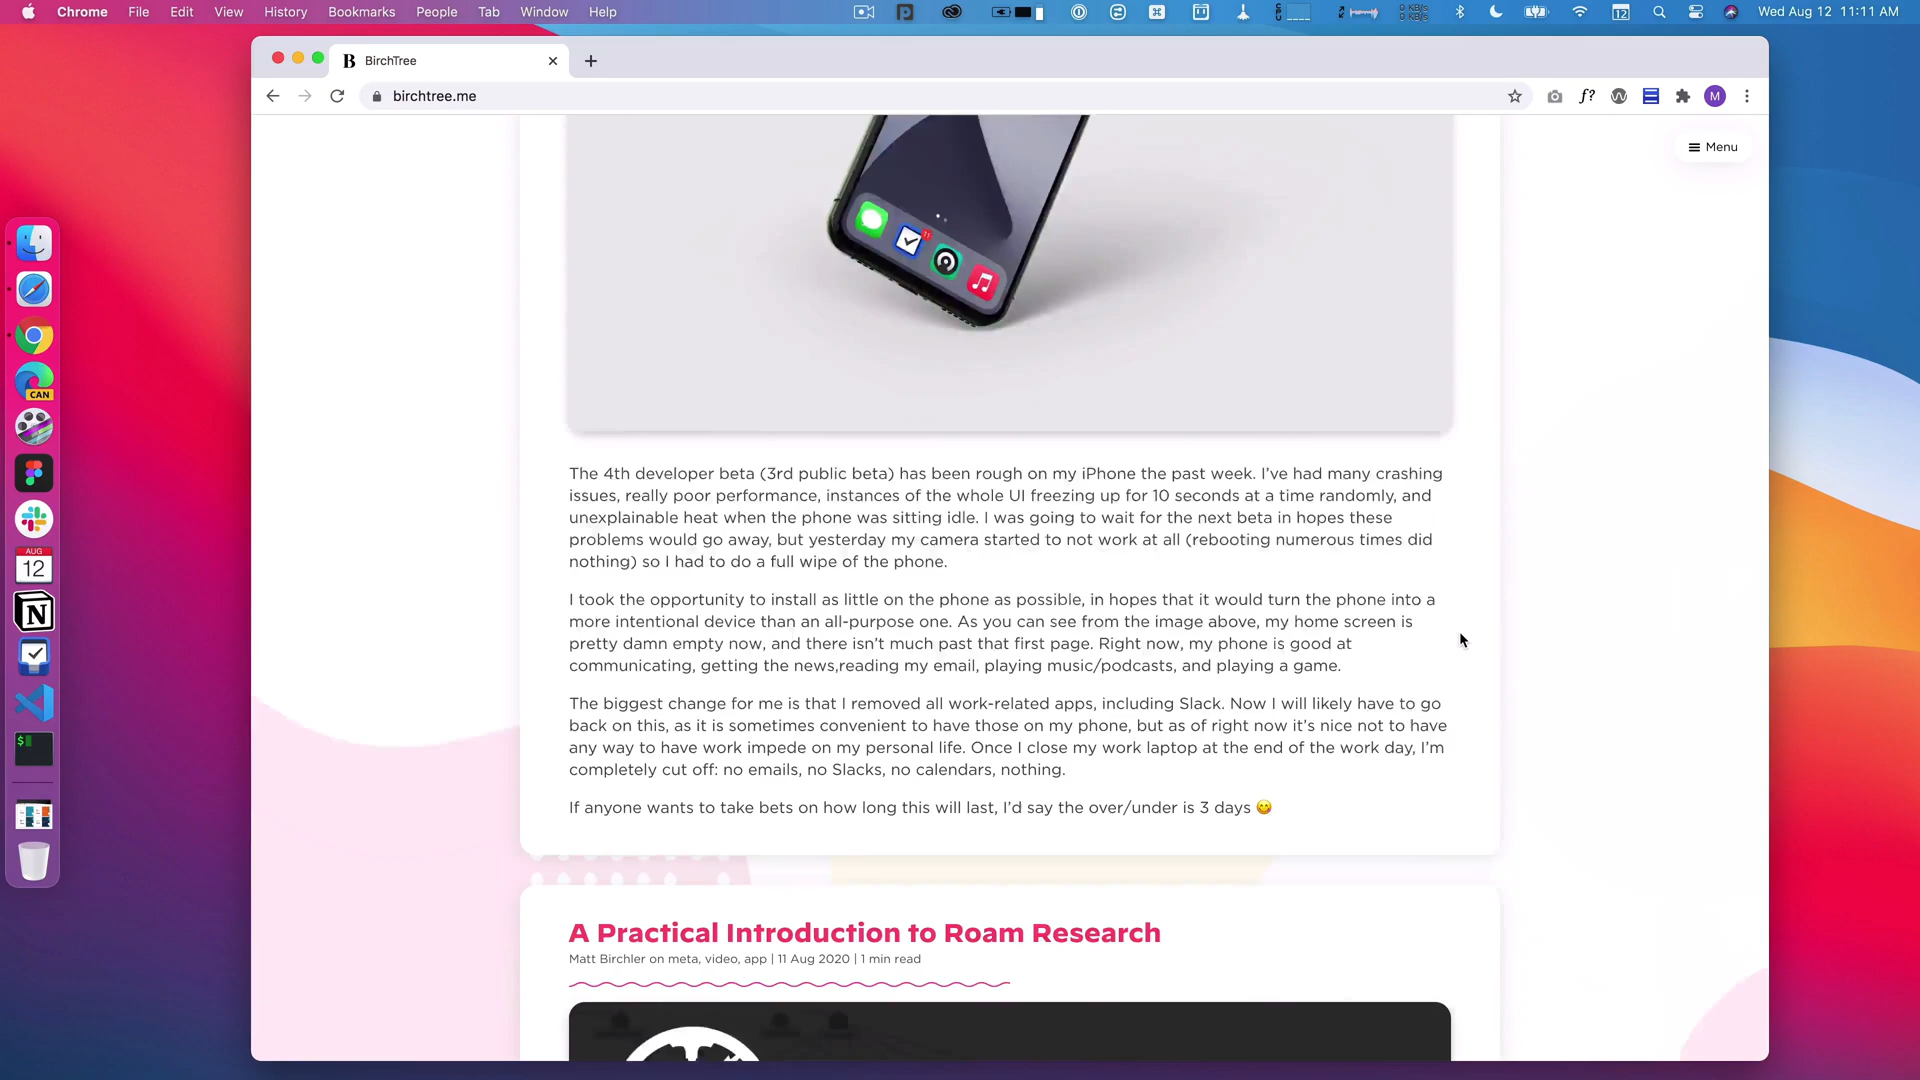 Chrome File Edit View History Bookmarks People Tab Window Help
0 KB/s
0 KB/s
12
Wed Aug 12 11:11 AM
B BirchTree
birchtree.me
f?
M
Menu
11
CAN
AUG
12
N
$
The 4th developer beta (3rd public beta) has been rough on my iPhone the past week. I’ve had many crashing
issues, really poor performance, instances of the whole UI freezing up for 10 seconds at a time randomly, and
unexplainable heat when the phone was sitting idle. I was going to wait for the next beta in hopes these
problems would go away, but yesterday my camera started to not work at all (rebooting numerous times did
nothing) so I had to do a full wipe of the phone.
I took the opportunity to install as little on the phone as possible, in hopes that it would turn the phone into a
more intentional device than an all-purpose one. As you can see from the image above, my home screen is
pretty damn empty now, and there isn’t much past that first page. Right now, my phone is good at
communicating, getting the news,reading my email, playing music/podcasts, and playing a game.
The biggest change for me is that I removed all work-related apps, including Slack. Now I will likely have to go
back on this, as it is sometimes convenient to have those on my phone, but as of right now it’s nice not to have
any way to have work impede on my personal life. Once I close my work laptop at the end of the work day, I’m
completely cut off: no emails, no Slacks, no calendars, nothing.
If anyone wants to take bets on how long this will last, I’d say the over/under is 3 days 😋
A Practical Introduction to Roam Research
Matt Birchler on meta, video, app | 11 Aug 2020 | 1 min read